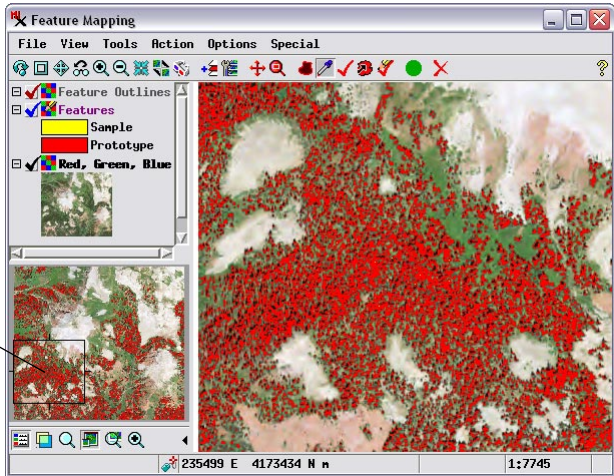 Feature Mapping
File View Tools Action Options Special
Feature Outlines
Features
Sample
Prototype
Red, Green, Blue
235499 E 4173434 N m
1:7745